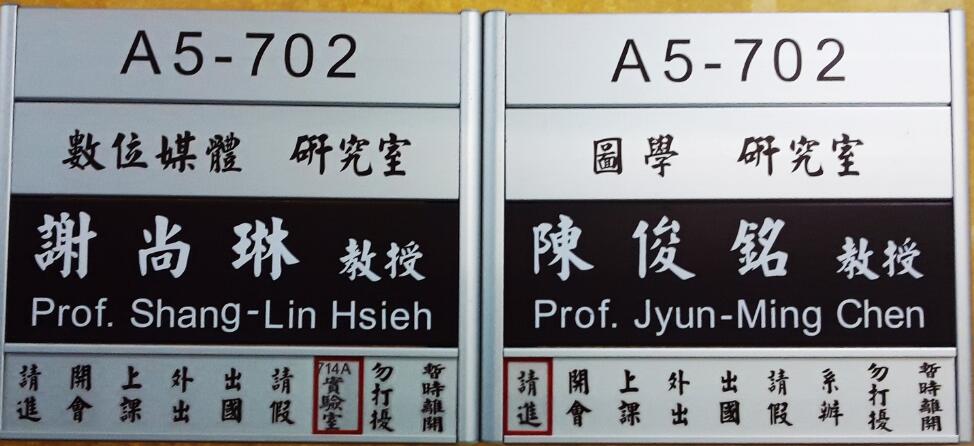 A5-702
數位媒體 研究室
謝尚琳 教授
Prof. Shang-Lin Hsieh
請進 開會 上課 外出 出國 請假 714A實驗室 勿打擾 暫時離開
A5-702
圖學 研究室
陳俊銘 教授
Prof. Jyun-Ming Chen
請進 開會 上課 外出 出國 請假 系辦 勿打擾 暫時離開